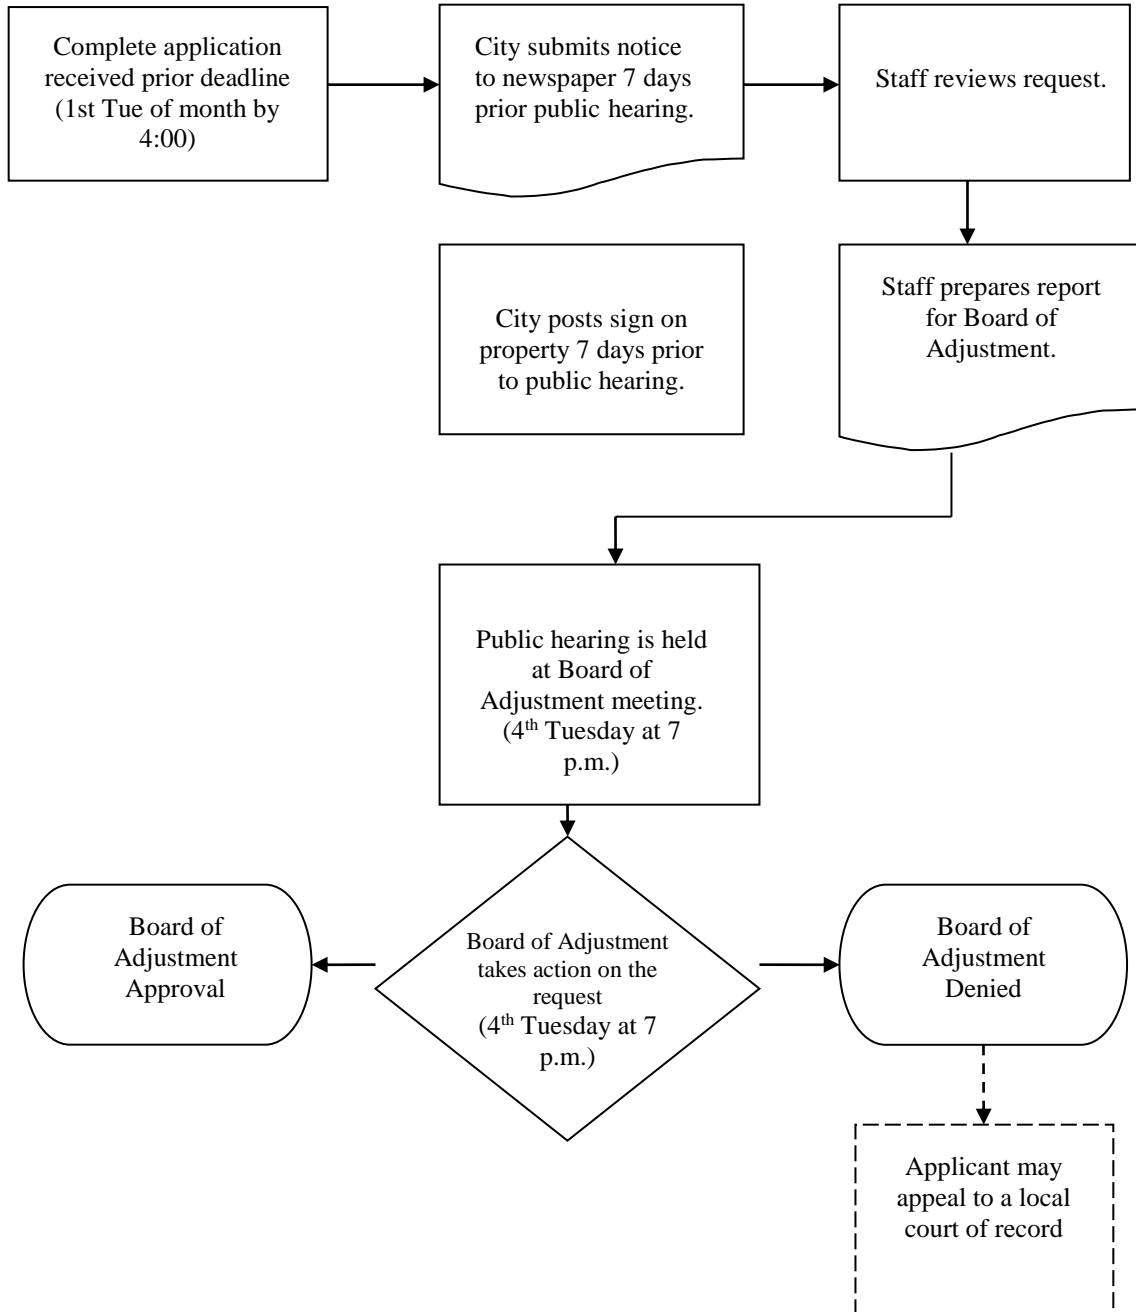 Complete application
received prior deadline
(1st Tue of month by
4:00)
City submits notice
to newspaper 7 days
prior public hearing.
Staff reviews request.
City posts sign on
property 7 days prior
to public hearing.
Staff prepares report
for Board of
Adjustment.
Public hearing is held
at Board of
Adjustment meeting.
(4th Tuesday at 7
p.m.)
Board of
Adjustment
Approval
Board of Adjustment
takes action on the
request
(4th Tuesday at 7
p.m.)
Board of
Adjustment
Denied
Applicant may
appeal to a local
court of record